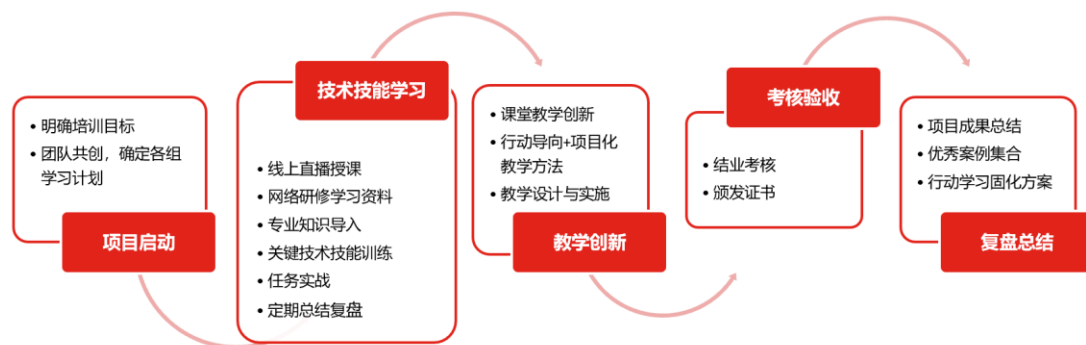 • 明确培训目标
• 团队共创，确定各组
学习计划
项目启动
技术技能学习
• 线上直播授课
• 网络研修学习资料
• 专业知识导入
• 关键技术技能训练
• 任务实战
• 定期总结复盘
• 课堂教学创新
• 行动导向+项目化
教学方法
• 教学设计与实施
教学创新
考核验收
• 结业考核
• 颁发证书
• 项目成果总结
• 优秀案例集合
• 行动学习固化方案
复盘总结